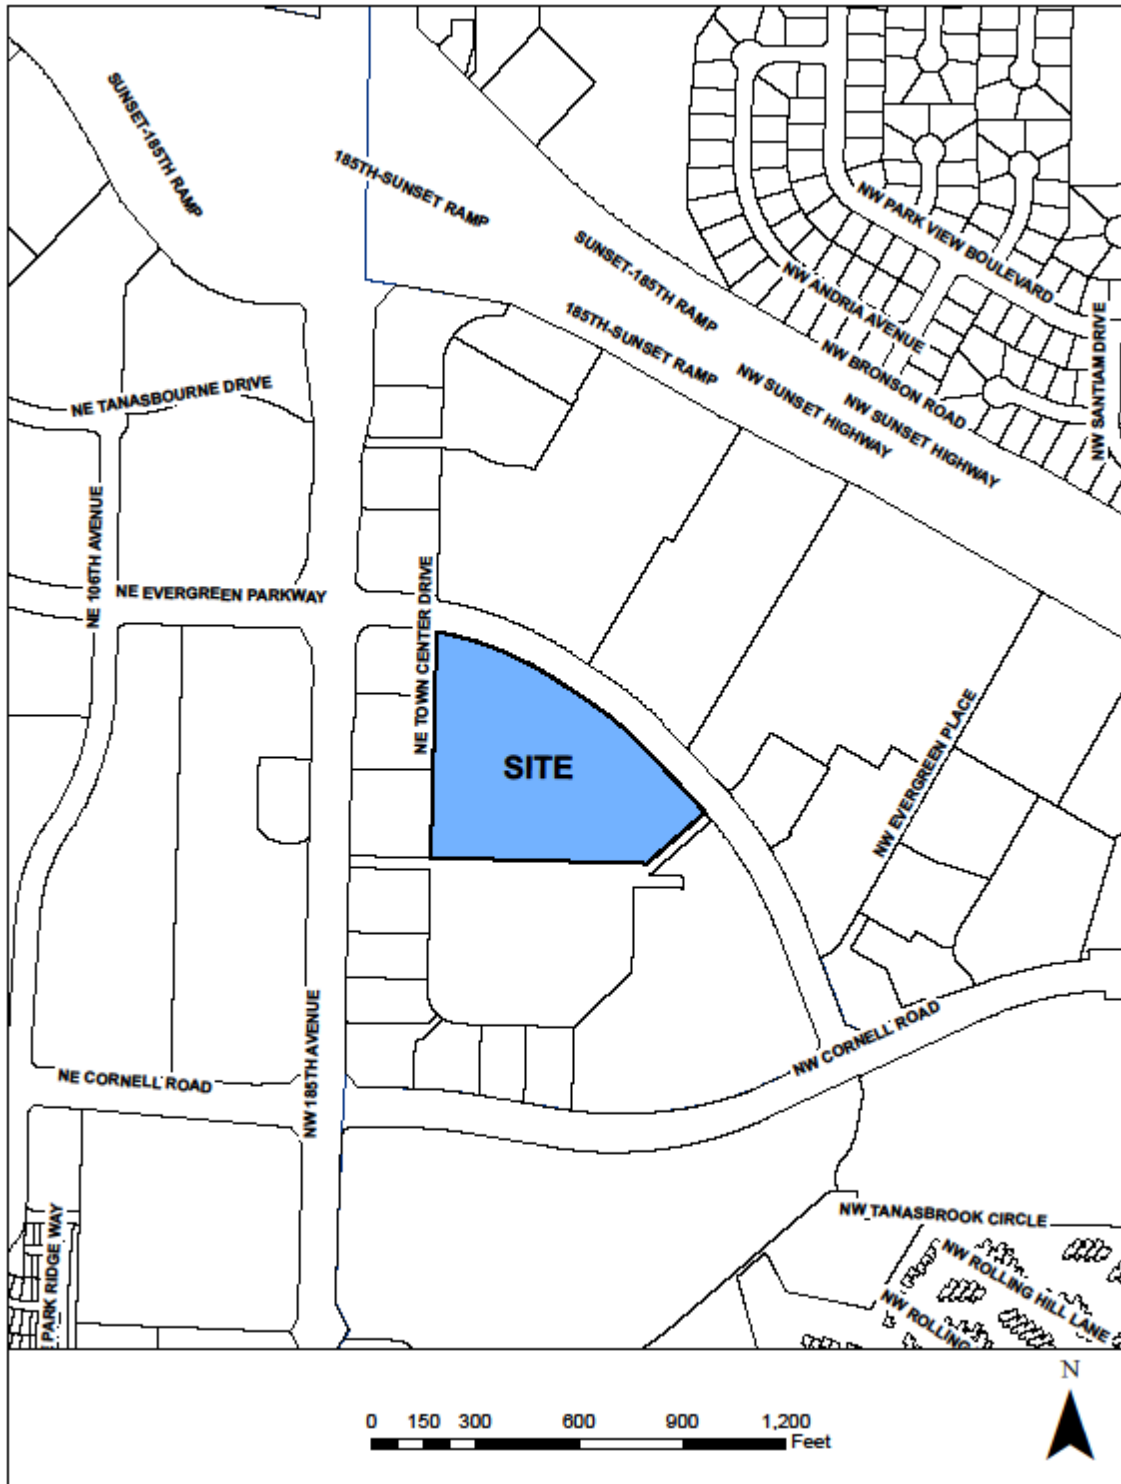 SUNSET-185TH RAMP
185TH-SUNSET RAMP
NW PARK VIEW BOULEVARD
SUNSET-185TH RAMP
NW ANDRIA AVENUE
185TH-SUNSET RAMP
NW BRONSON ROAD
NW SANTIAM DRIVE
NW SUNSET HIGHWAY
NW SUNSET HIGHWAY
NE TANASBOURNE DRIVE
NE 106TH AVENUE
NE EVERGREEN PARKWAY
NE TOWN CENTER DRIVE
SITE
NW EVERGREEN PLACE
NW 185TH AVENUE
NW CORNELL ROAD
NE CORNELL ROAD
PARK RIDGE WAY
NW TANASBROOK CIRCLE
NW ROLLING HILL LANE
NW ROLLING
N
0 150 300 600 900 1,200
Feet